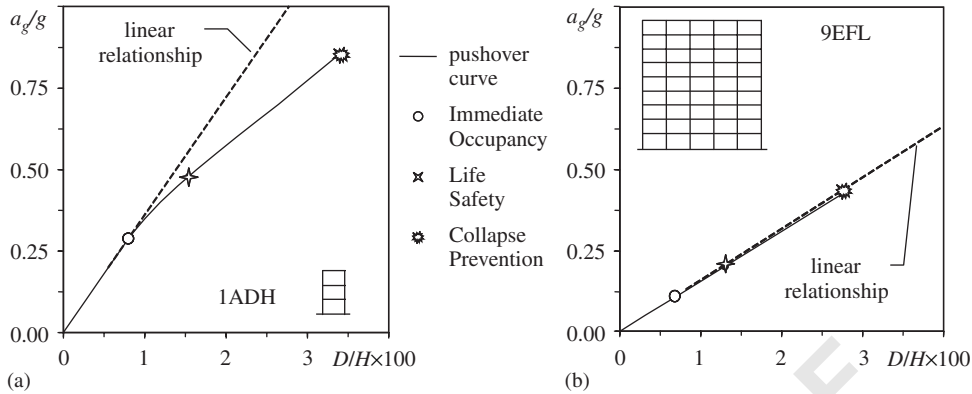 a_g/g
0.75
0.50
0.25
0.00
linear
relationship
1ADH
0
1
2
3
D/H×100
(a)
pushover
curve
Immediate
Occupancy
Life
Safety
Collapse
Prevention
a_g/g
0.75
0.50
0.25
0.00
9EFL
linear
relationship
0
1
2
3
D/H×100
(b)